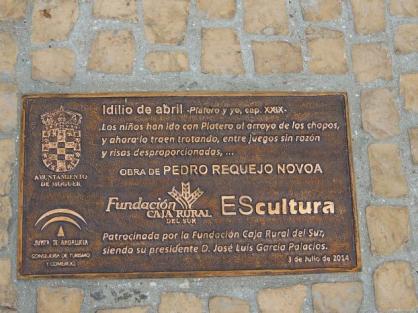 Idilio de abril -Platero y yo, cap. XXIX-
Los niños han ido con Platero al arroyo de los chopos,
y ahora lo traen trotando, entre juegos sin razón
y risas desproporcionadas, ...
AYUNTAMIENTO
DE MOGUER
OBRA DE PEDRO REQUEJO NOVOA
Fundación
CAJA RURAL
DEL SUR
EScultura
JUNTA DE ANDALUCIA
CONSEJERIA DE TURISMO
Y COMERCIO
Patrocinada por la Fundación Caja Rural del Sur,
siendo su presidente D. José Luis García Palacios.
3 de Julio de 2014